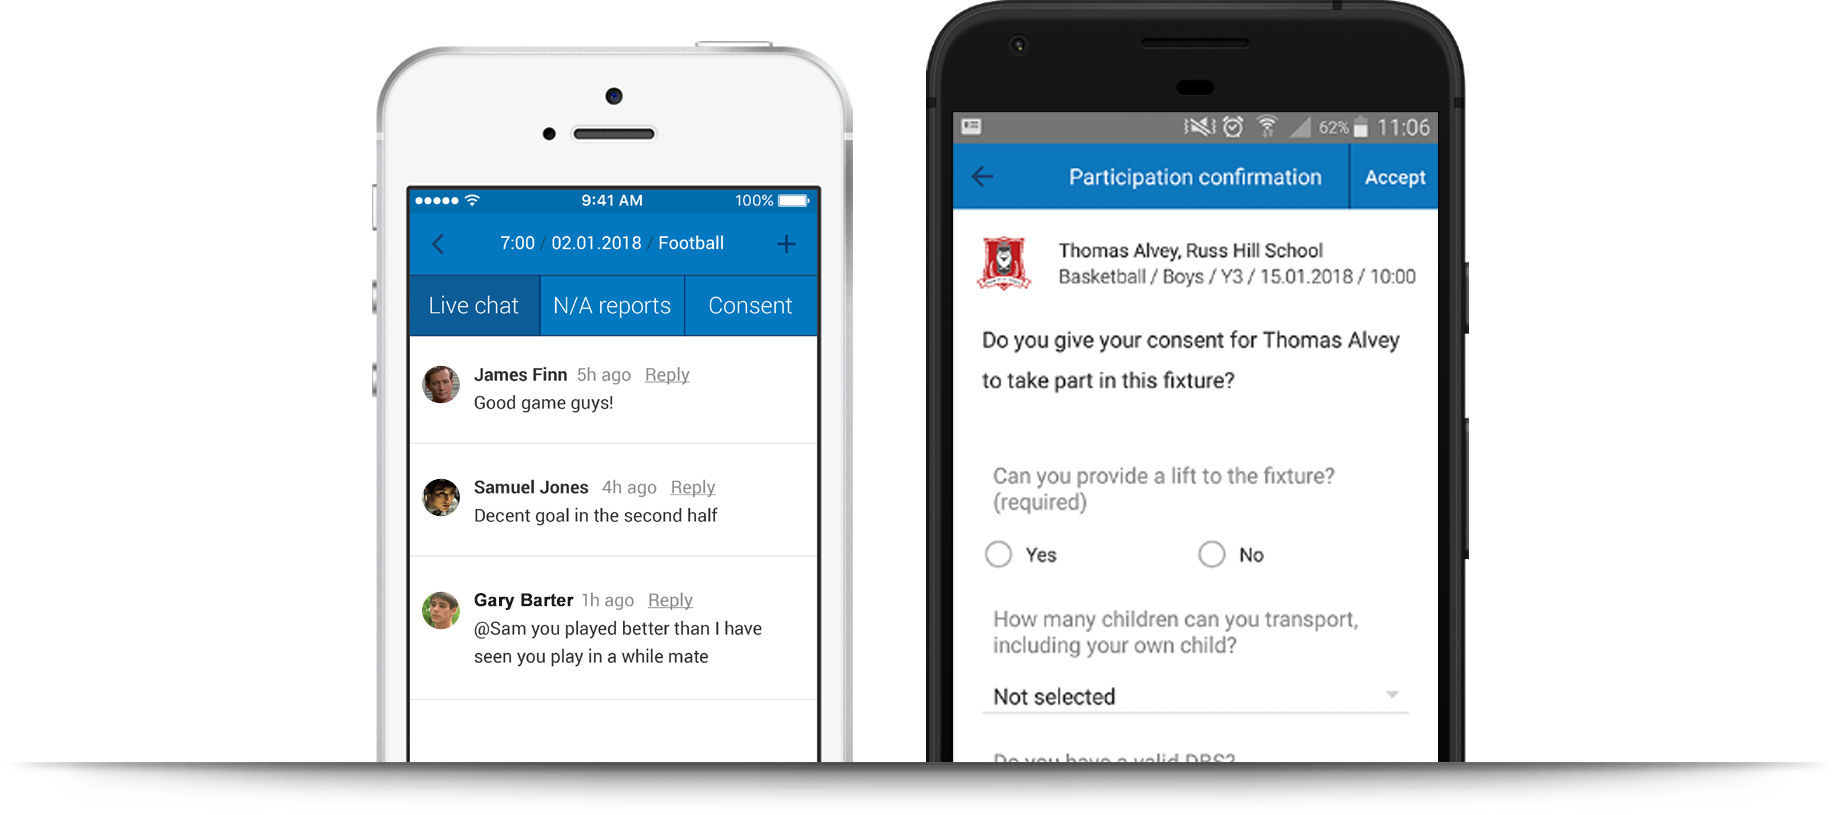 9:41 AM 100%
7:00 / 02.01.2018 / Football
Live chat N/A reports Consent
James Finn 5h ago Reply
Good game guys!
Samuel Jones 4h ago Reply
Decent goal in the second half
Gary Barter 1h ago Reply
@Sam you played better than I have
seen you play in a while mate
62% 11:06
Participation confirmation Accept
Thomas Alvey, Russ Hill School
Basketball / Boys / Y3 / 15.01.2018 / 10:00
Do you give your consent for Thomas Alvey
to take part in this fixture?
Can you provide a lift to the fixture?
(required)
Yes No
How many children can you transport,
including your own child?
Not selected
Do you have a valid DBS?